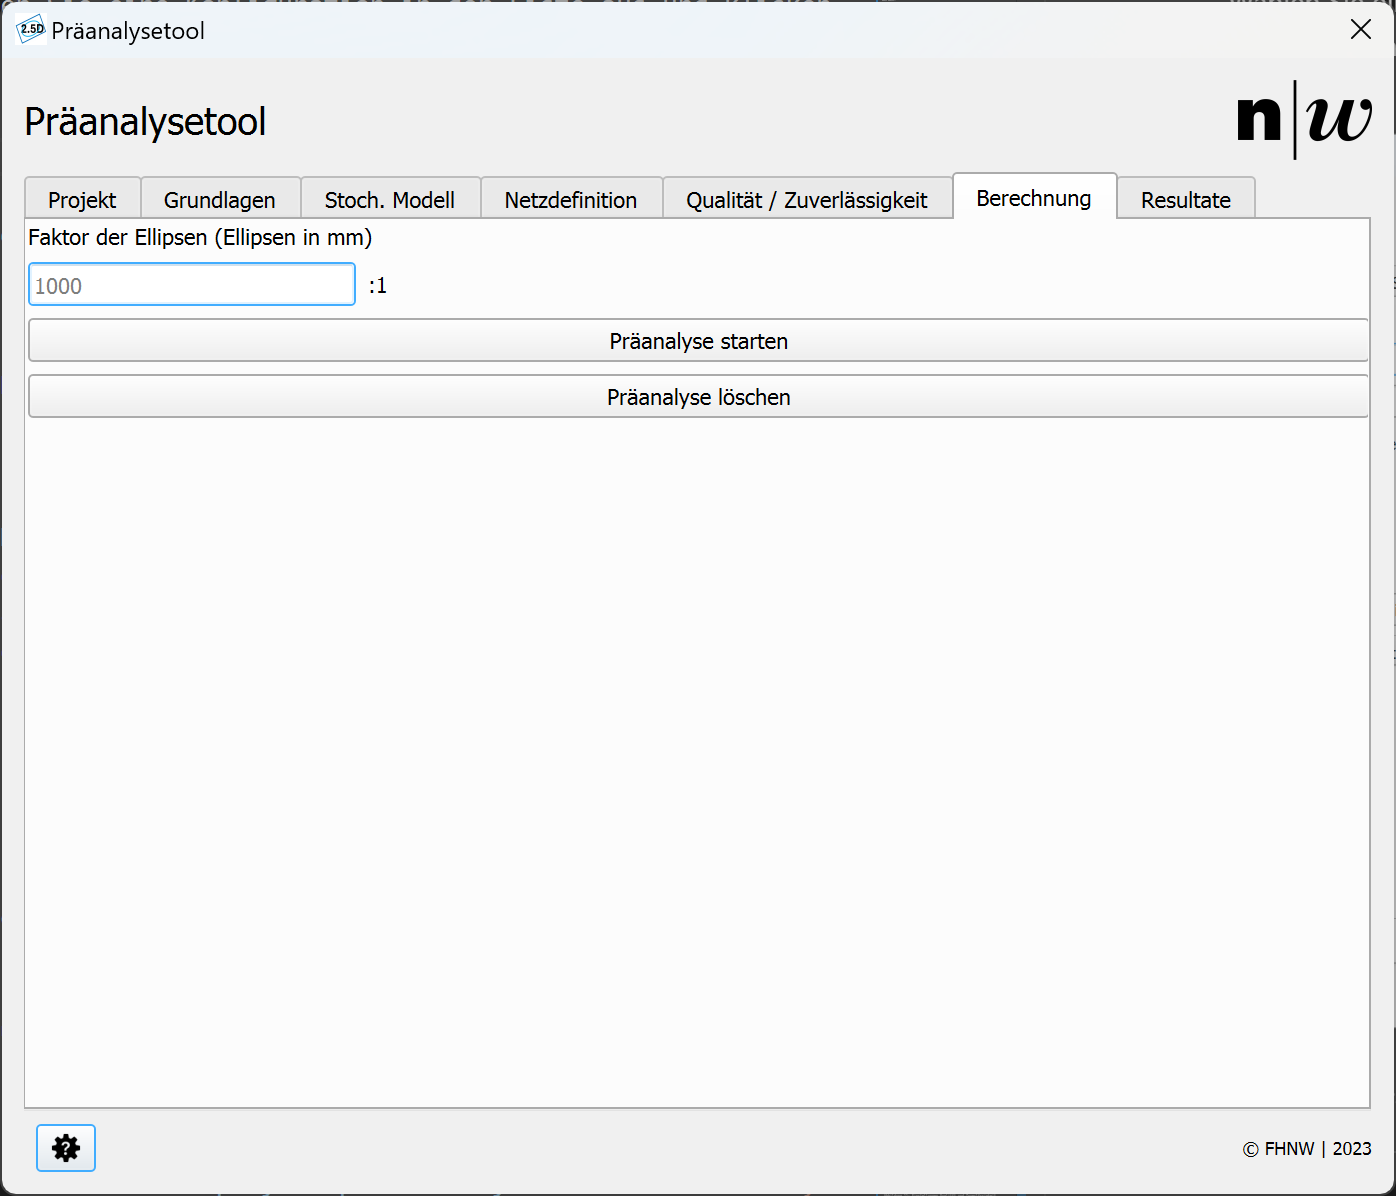 2.5D Präanalysetool
Präanalysetool
n|w
Projekt Grundlagen Stoch. Modell Netzdefinition Qualität / Zuverlässigkeit Berechnung Resultate
Faktor der Ellipsen (Ellipsen in mm)
1000 :1
Präanalyse starten
Präanalyse löschen
?
© FHNW | 2023